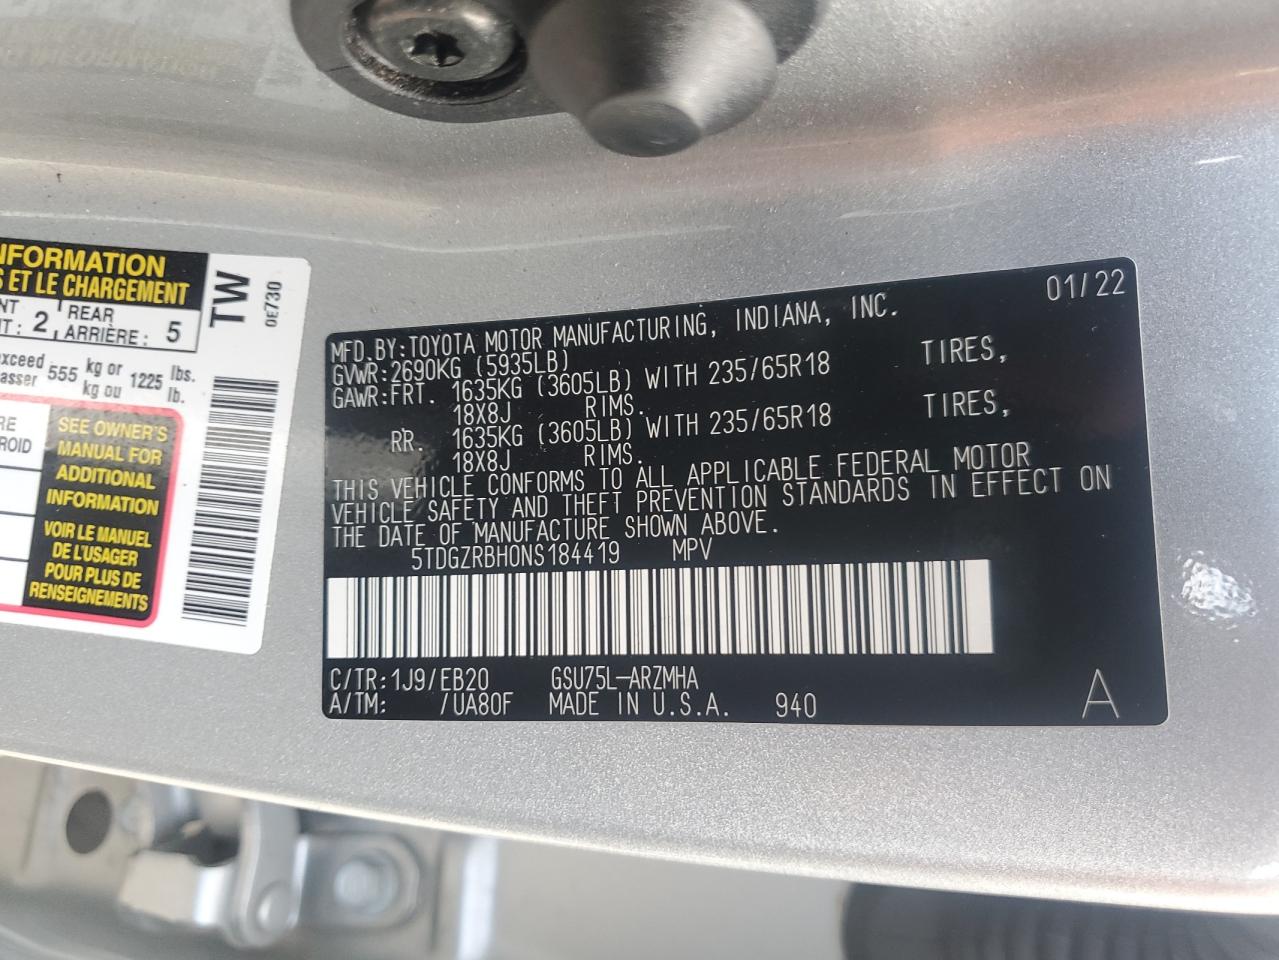 NFORMATION
S ET LE CHARGEMENT
NT : 2 REAR
ARRIÈRE : 5
xceed 555 kg or 1225 lbs.
asser kg ou lb.
RE
ROID
SEE OWNER'S
MANUAL FOR
ADDITIONAL
INFORMATION
VOIR LE MANUEL
DE L'USAGER
POUR PLUS DE
RENSEIGNEMENTS
TW
0E730
01/22
MFD.BY:TOYOTA MOTOR MANUFACTURING, INDIANA, INC.
GVWR:2690KG (5935LB)
GAWR:FRT. 1635KG (3605LB) WITH 235/65R18 TIRES,
18X8J RIMS.
RR. 1635KG (3605LB) WITH 235/65R18 TIRES,
18X8J RIMS.
THIS VEHICLE CONFORMS TO ALL APPLICABLE FEDERAL MOTOR
VEHICLE SAFETY AND THEFT PREVENTION STANDARDS IN EFFECT ON
THE DATE OF MANUFACTURE SHOWN ABOVE.
5TDGZRBH0NS184419 MPV
C/TR:1J9/EB20 GSU75L-ARZMHA
A/TM: /UA80F MADE IN U.S.A. 940 A